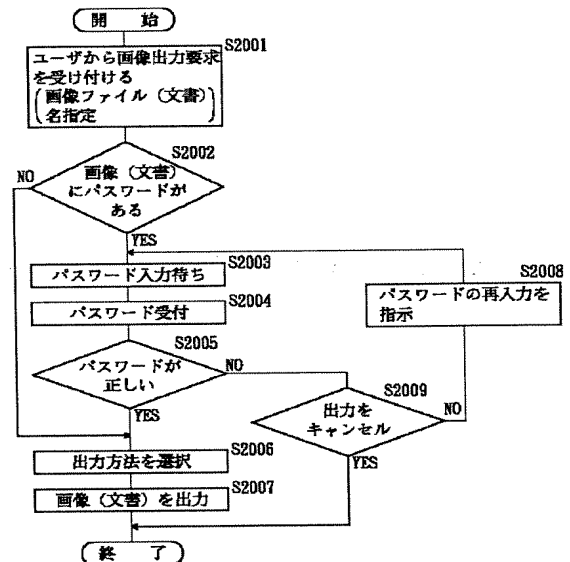 開　始
S2001
ユーザから画像出力要求
を受け付ける
(画像ファイル（文書）
名指定)
S2002
画像（文書）
にパスワードが
ある
NO
YES
S2003
パスワード入力待ち
S2004
パスワード受付
S2005
パスワードが
正しい
NO
YES
S2008
パスワードの再入力を
指示
S2009
出力を
キャンセル
NO
YES
S2006
出力方法を選択
S2007
画像（文書）を出力
終　了